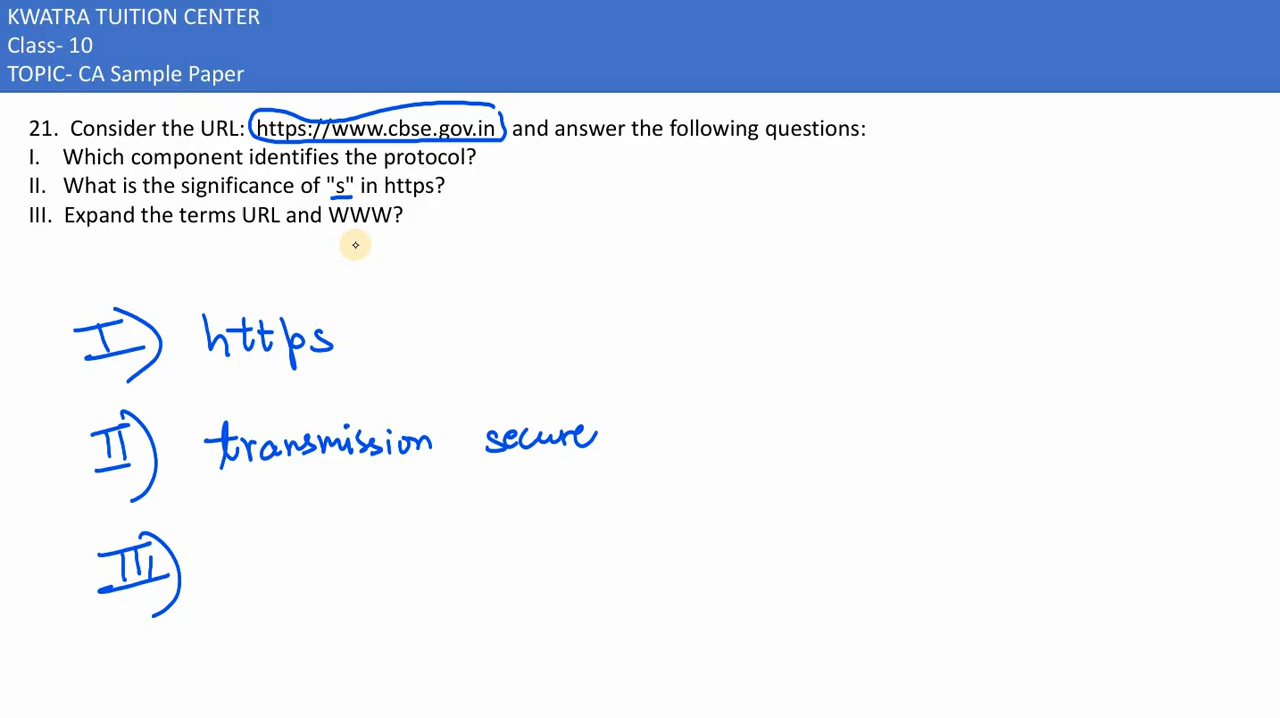 KWATRA TUITION CENTER
Class- 10
TOPIC- CA Sample Paper
21. Consider the URL: https://www.cbse.gov.in and answer the following questions:
I. Which component identifies the protocol?
II. What is the significance of "s" in https?
III. Expand the terms URL and WWW?
I) https
II) transmission secure
III)